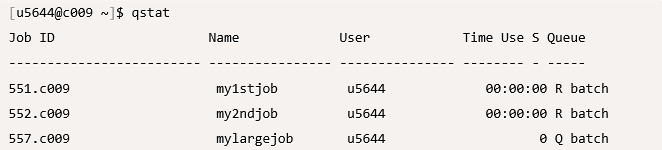 [u5644@c009 ~]$ qstat
Job ID                    Name             User            Time Use S Queue
------------------------- ---------------- --------------- -------- - -----
551.c009                   my1stjob         u5644             00:00:00 R batch
552.c009                   my2ndjob         u5644             00:00:00 R batch
557.c009                   mylargejob       u5644                    0 Q batch